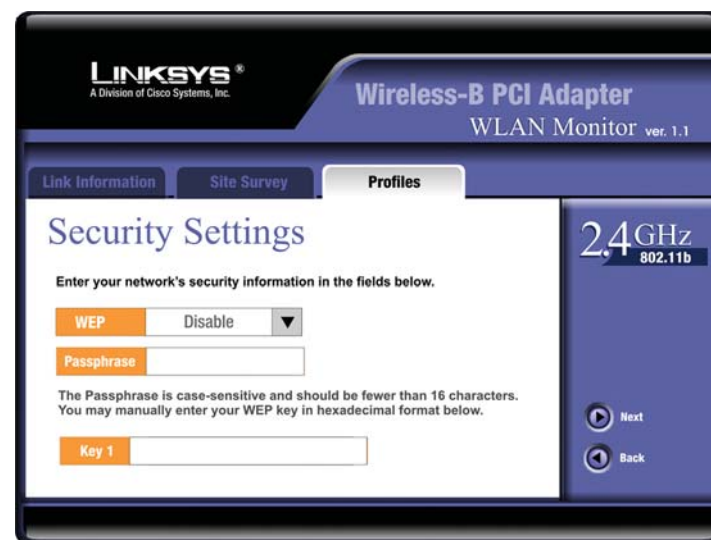 LINKSYS®
A Division of Cisco Systems, Inc.
Wireless-B PCI Adapter
WLAN Monitor ver. 1.1
Link Information
Site Survey
Profiles
Security Settings
Enter your network's security information in the fields below.
WEP
Disable
Passphrase
The Passphrase is case-sensitive and should be fewer than 16 characters.
You may manually enter your WEP key in hexadecimal format below.
Key 1
2.4 GHz
802.11b
Next
Back